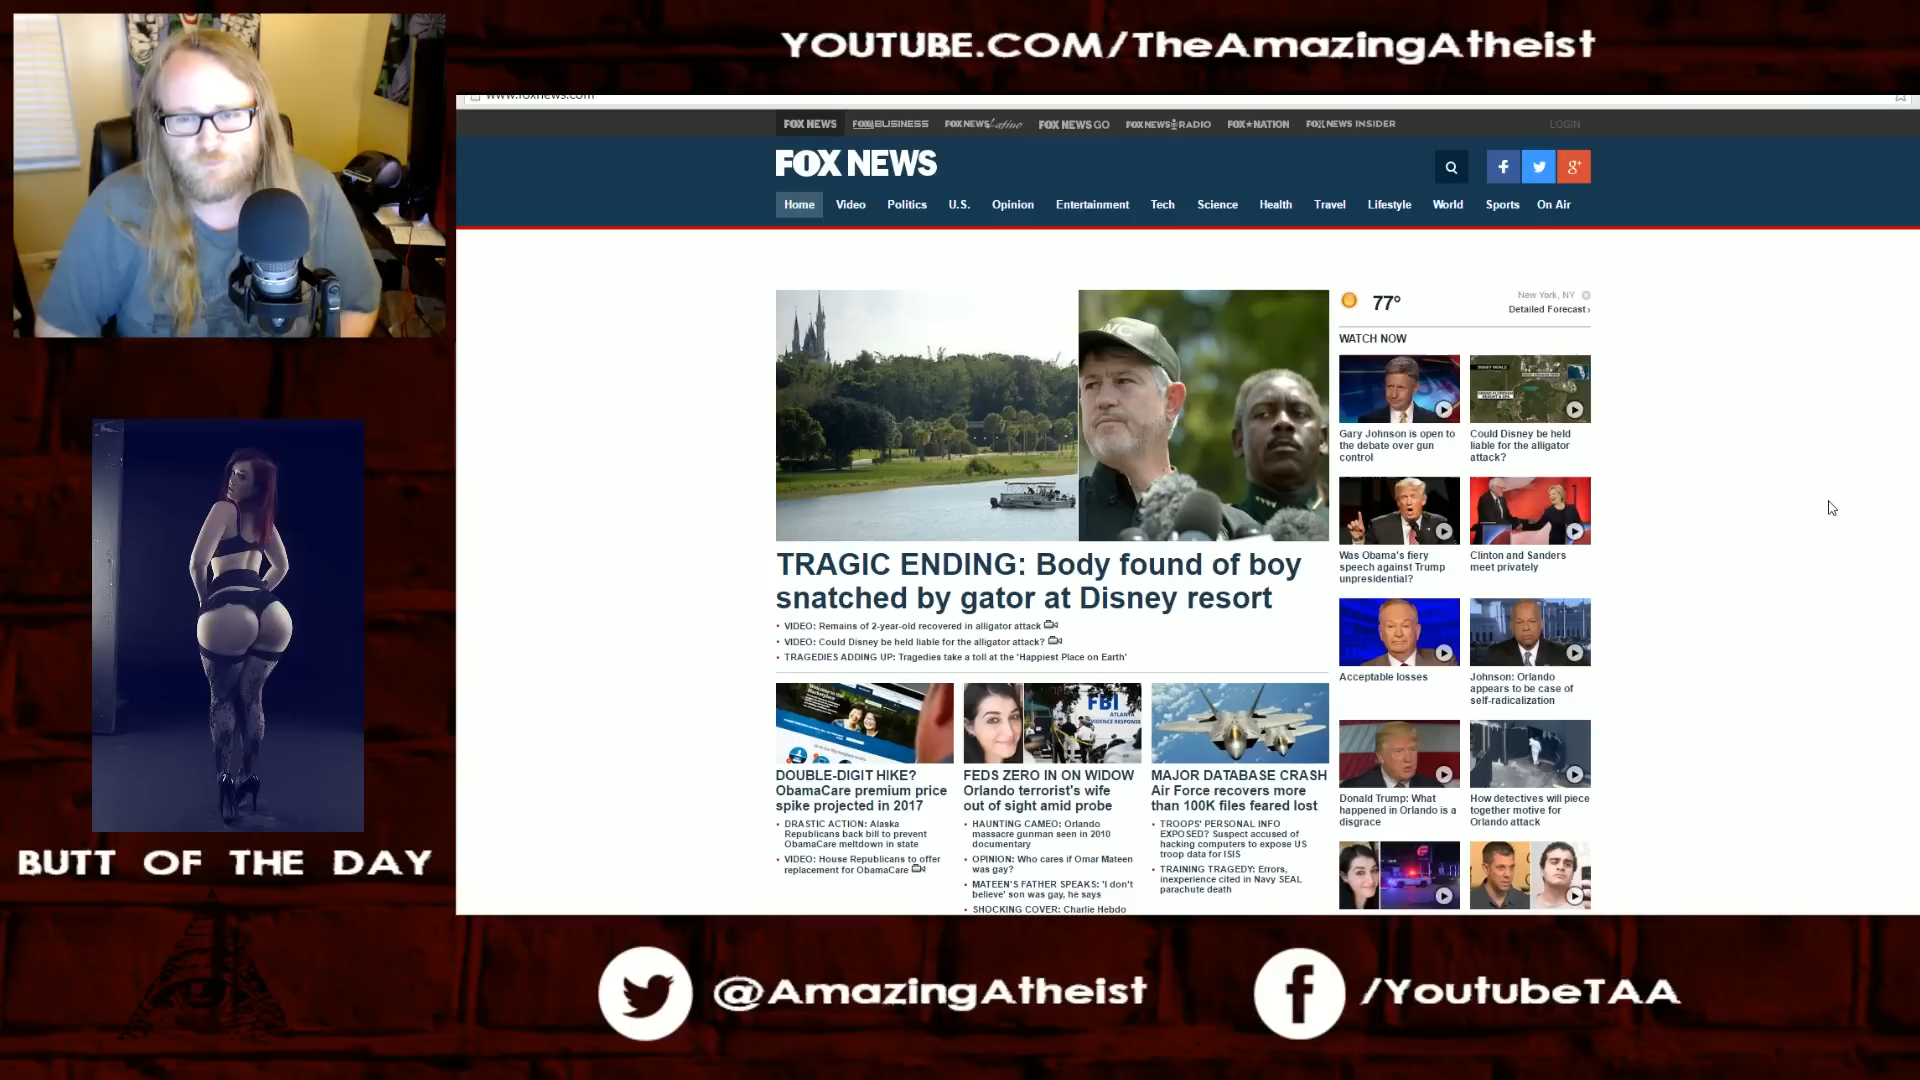 YOUTUBE.COM/TheAmazingAtheist
www.foxnews.com
FOX NEWS FOX BUSINESS FOX NEWS Latino FOX NEWS GO FOX NEWS RADIO FOX NATION FOX NEWS INSIDER LOGIN
FOX NEWS
Home Video Politics U.S. Opinion Entertainment Tech Science Health Travel Lifestyle World Sports On Air
77°
New York, NY
Detailed Forecast ›
WATCH NOW
Gary Johnson is open to
the debate over gun
control
Could Disney be held
liable for the alligator
attack?
Was Obama's fiery
speech against Trump
unpresidential?
Clinton and Sanders
meet privately
Acceptable losses
Johnson: Orlando
appears to be case of
self-radicalization
Donald Trump: What
happened in Orlando is a
disgrace
How detectives will piece
together motive for
Orlando attack
TRAGIC ENDING: Body found of boy
snatched by gator at Disney resort
• VIDEO: Remains of 2-year-old recovered in alligator attack
• VIDEO: Could Disney be held liable for the alligator attack?
• TRAGEDIES ADDING UP: Tragedies take a toll at the 'Happiest Place on Earth'
FBI
ATLANTA
EVIDENCE RESPONSE
DOUBLE-DIGIT HIKE?
ObamaCare premium price
spike projected in 2017
• DRASTIC ACTION: Alaska
Republicans back bill to prevent
ObamaCare meltdown in state
• VIDEO: House Republicans to offer
replacement for ObamaCare
FEDS ZERO IN ON WIDOW
Orlando terrorist's wife
out of sight amid probe
• HAUNTING CAMEO: Orlando
massacre gunman seen in 2010
documentary
• OPINION: Who cares if Omar Mateen
was gay?
• MATEEN'S FATHER SPEAKS: 'I don't
believe' son was gay, he says
• SHOCKING COVER: Charlie Hebdo
MAJOR DATABASE CRASH
Air Force recovers more
than 100K files feared lost
• TROOPS' PERSONAL INFO
EXPOSED? Suspect accused of
hacking computers to expose US
troop data for ISIS
• TRAINING TRAGEDY: Errors,
inexperience cited in Navy SEAL
parachute death
BUTT OF THE DAY
@AmazingAtheist
/YoutubeTAA